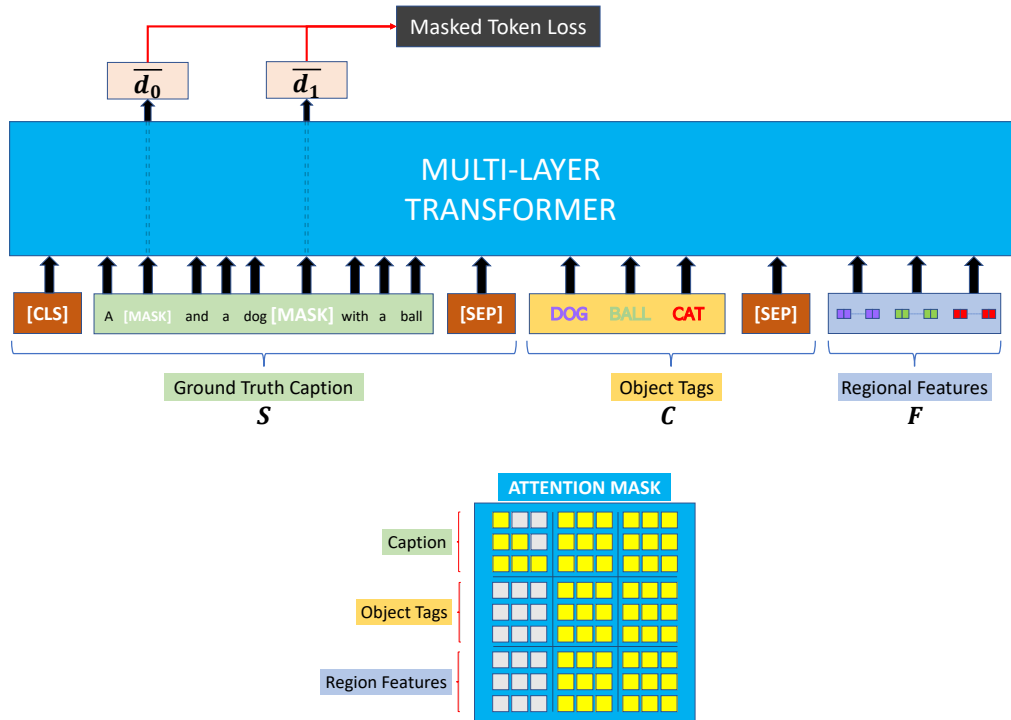 Masked Token Loss
d̅₀ d̅₁
MULTI-LAYER
TRANSFORMER
[CLS] A [MASK] and a dog [MASK] with a ball [SEP] DOG BALL CAT [SEP]
Ground Truth Caption Object Tags Regional Features
S C F
ATTENTION MASK
Caption
Object Tags
Region Features